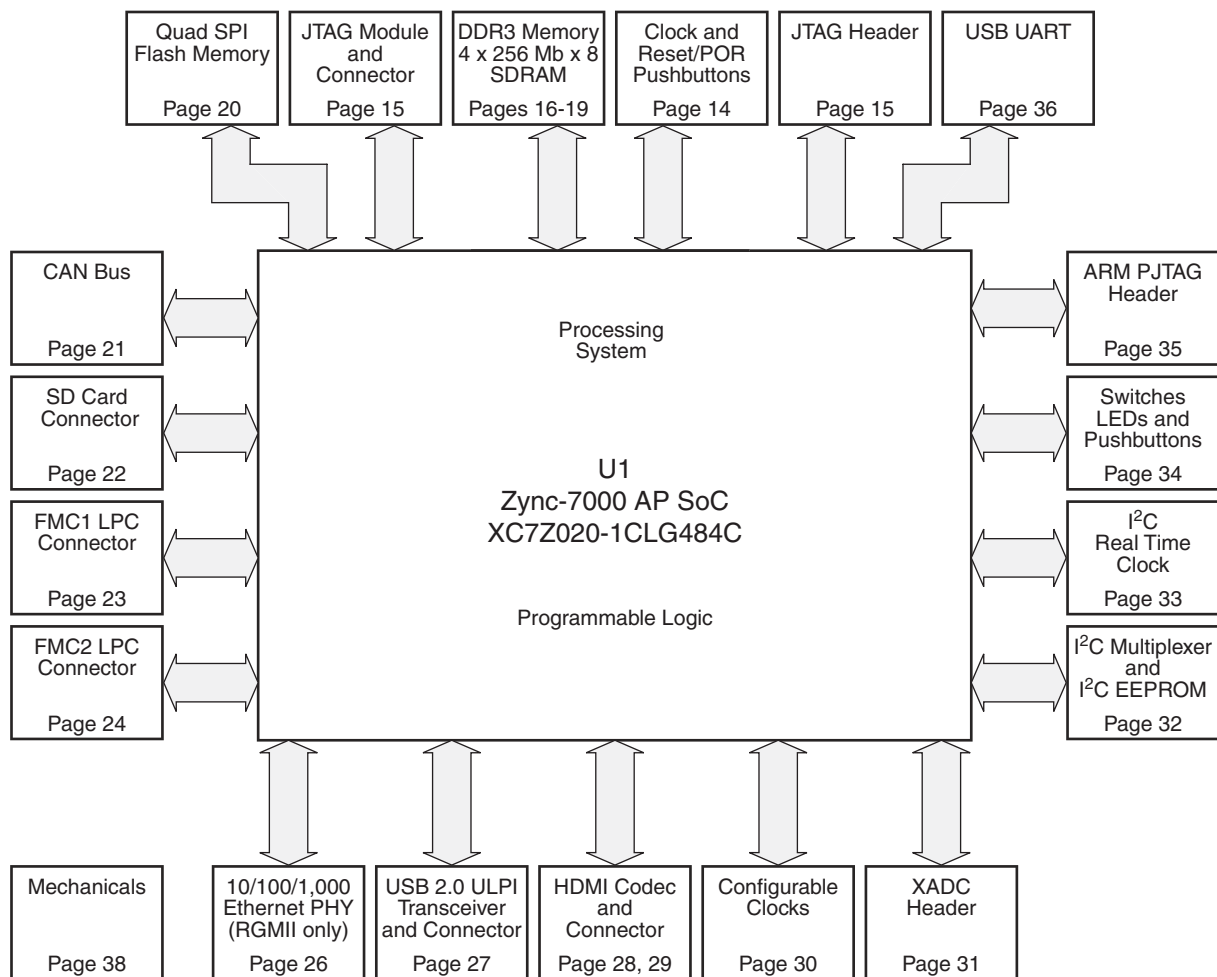 Quad SPI
Flash Memory
Page 20
JTAG Module
and
Connector
Page 15
DDR3 Memory
4 x 256 Mb x 8
SDRAM
Pages 16-19
Clock and
Reset/POR
Pushbuttons
Page 14
JTAG Header
Page 15
USB UART
Page 36
CAN Bus
Page 21
SD Card
Connector
Page 22
FMC1 LPC
Connector
Page 23
FMC2 LPC
Connector
Page 24
Processing
System
U1
Zync-7000 AP SoC
XC7Z020-1CLG484C
Programmable Logic
ARM PJTAG
Header
Page 35
Switches
LEDs and
Pushbuttons
Page 34
I²C
Real Time
Clock
Page 33
I²C Multiplexer
and
I²C EEPROM
Page 32
Mechanicals
Page 38
10/100/1,000
Ethernet PHY
(RGMII only)
Page 26
USB 2.0 ULPI
Transceiver
and Connector
Page 27
HDMI Codec
and
Connector
Page 28, 29
Configurable
Clocks
Page 30
XADC
Header
Page 31